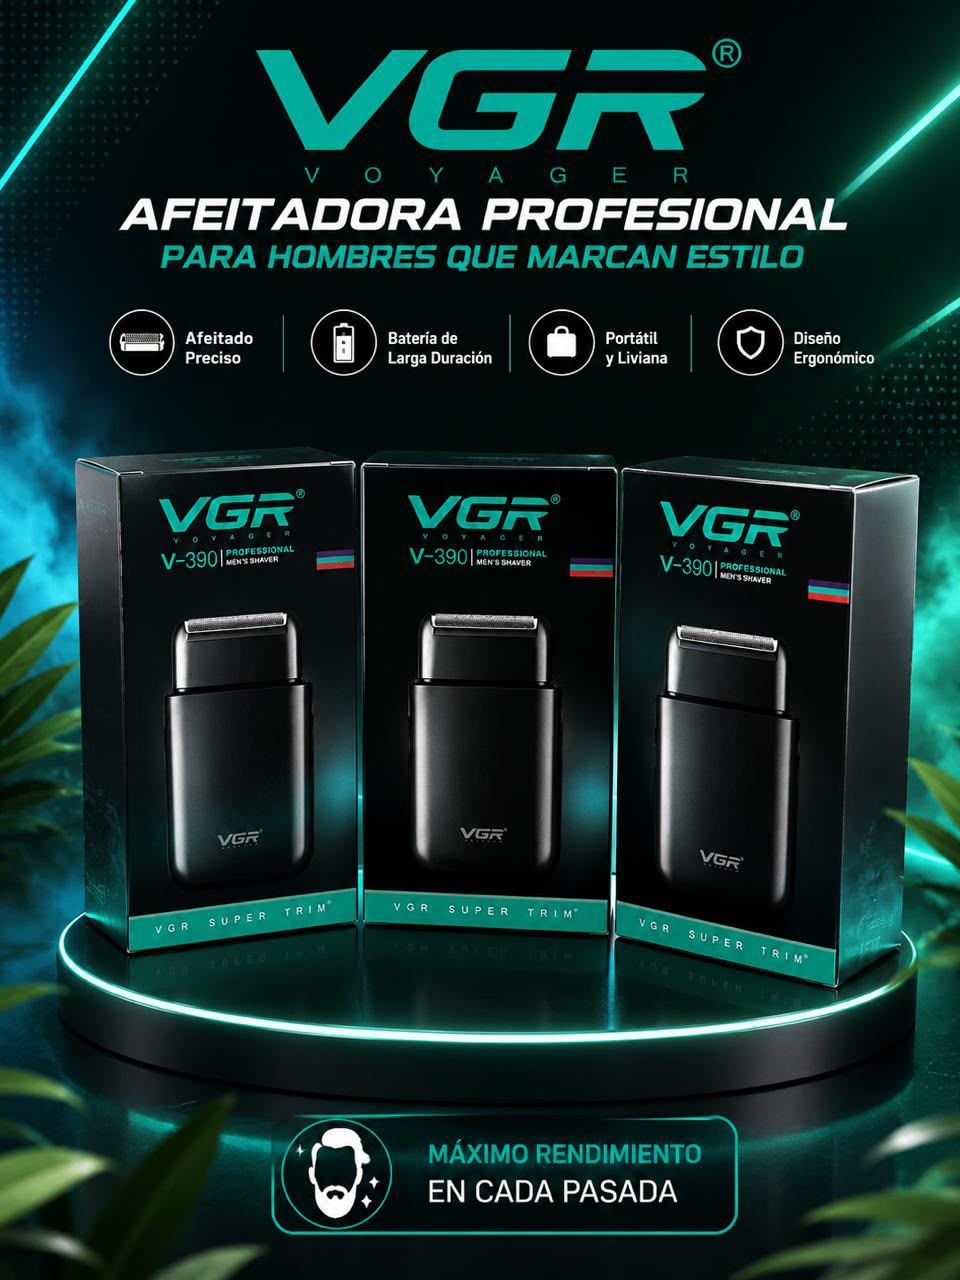 VGR®
VOYAGER
AFEITADORA PROFESIONAL
PARA HOMBRES QUE MARCAN ESTILO
Afeitado
Preciso
Batería de
Larga Duración
Portátil
y Liviana
Diseño
Ergonómico
VGR®
VOYAGER
V-390 PROFESSIONAL
MEN'S SHAVER
VGR®
VGR SUPER TRIM®
VGR®
VOYAGER
V-390 PROFESSIONAL
MEN'S SHAVER
VGR®
VGR SUPER TRIM®
VGR®
VOYAGER
V-390 PROFESSIONAL
MEN'S SHAVER
VGR®
VGR SUPER TRIM®
MÁXIMO RENDIMIENTO
EN CADA PASADA